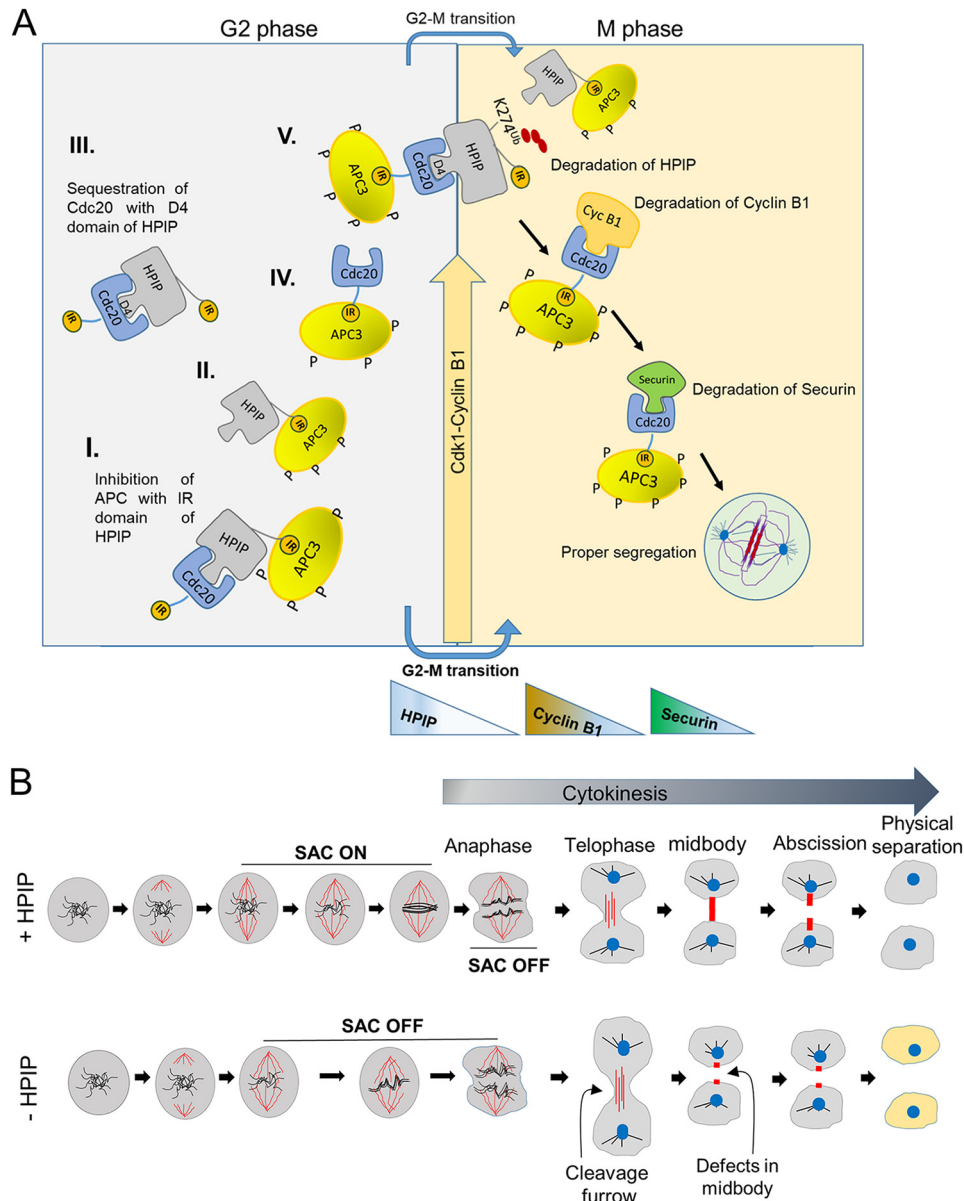 A
G2 phase
G2-M transition
M phase
HPIP
IR
APC3
P
P
P
K274Ub
Degradation of HPIP
V.
P
P
APC3
IR
Cdc20
D4
HPIP
IR
P
P
P
III.
Sequestration of
Cdc20 with D4
domain of HPIP
HPIP
Cdc20
D4
IR
IR
Degradation of Cyclin B1
Cyc B1
Cdc20
IR
APC3
P
P
P
P
P
P
IV.
Cdc20
IR
APC3
P
P
P
P
II.
HPIP
IR
APC3
P
P
P
P
Degradation of Securin
Securin
Cdc20
IR
APC3
P
P
P
P
P
P
I.
Inhibition of
APC with IR
domain of
HPIP
HPIP
IR
APC3
Cdc20
IR
P
P
P
P
Cdk1-Cyclin B1
Proper segregation
G2-M transition
HPIP
Cyclin B1
Securin
B
Cytokinesis
+ HPIP
SAC ON
Anaphase
SAC OFF
Telophase
midbody
Abscission
Physical
separation
- HPIP
SAC OFF
Cleavage
furrow
Defects in
midbody